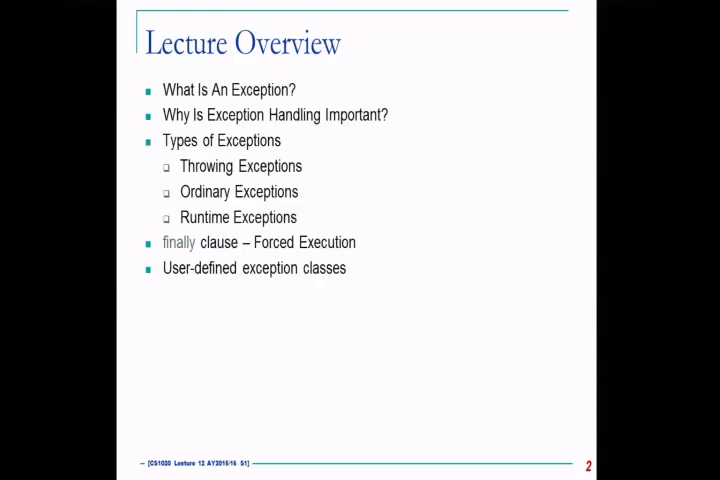 Lecture Overview
What Is An Exception?
Why Is Exception Handling Important?
Types of Exceptions
Throwing Exceptions
Ordinary Exceptions
Runtime Exceptions
finally clause – Forced Execution
User-defined exception classes
[CS1020 Lecture 12 AY2015/16 S1]
2